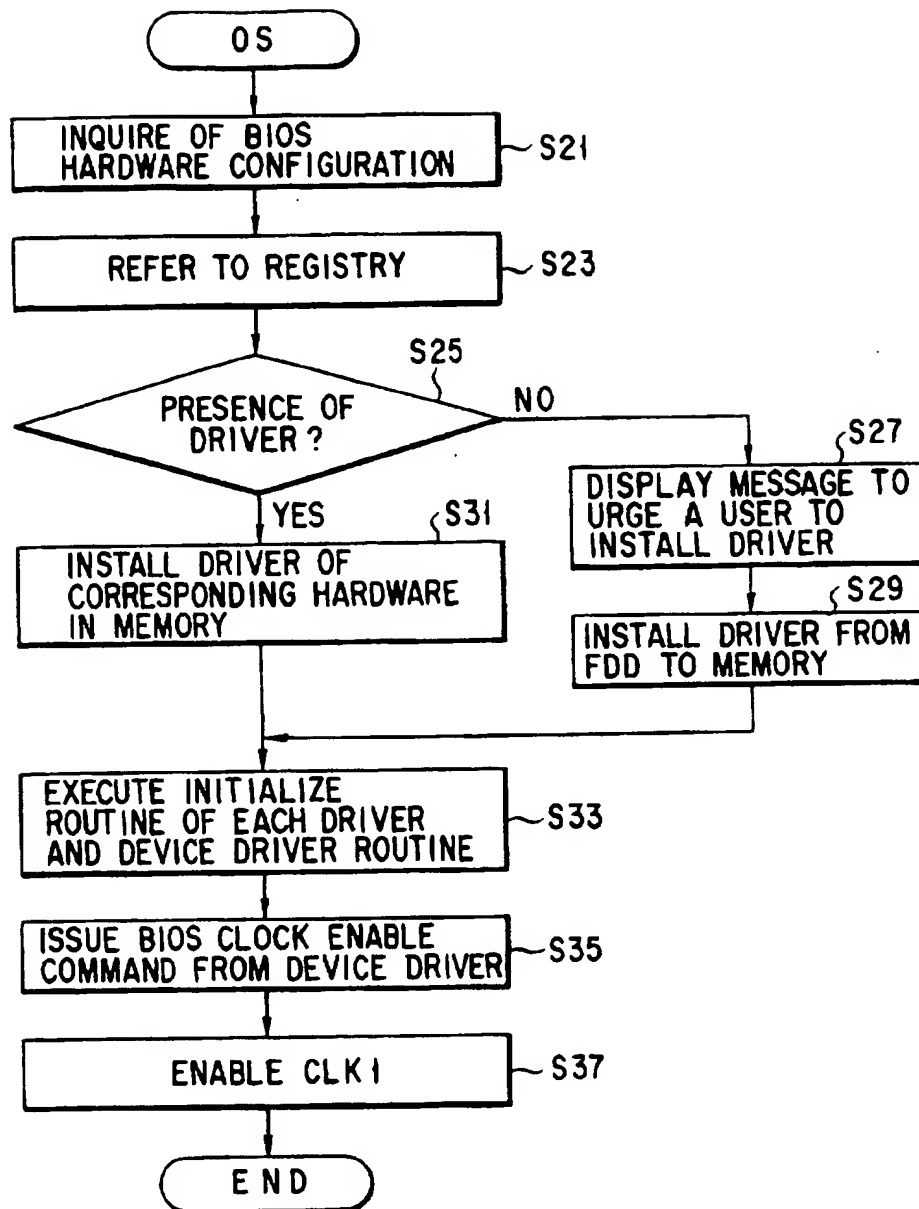 OS
INQUIRE OF BIOS
HARDWARE CONFIGURATION
S21
REFER TO REGISTRY
S23
S25
PRESENCE OF
DRIVER?
NO
YES
S27
DISPLAY MESSAGE TO
URGE A USER TO
INSTALL DRIVER
S31
INSTALL DRIVER OF
CORRESPONDING HARDWARE
IN MEMORY
S29
INSTALL DRIVER FROM
FDD TO MEMORY
EXECUTE INITIALIZE
ROUTINE OF EACH DRIVER
AND DEVICE DRIVER ROUTINE
S33
ISSUE BIOS CLOCK ENABLE
COMMAND FROM DEVICE DRIVER
S35
ENABLE CLK1
S37
END